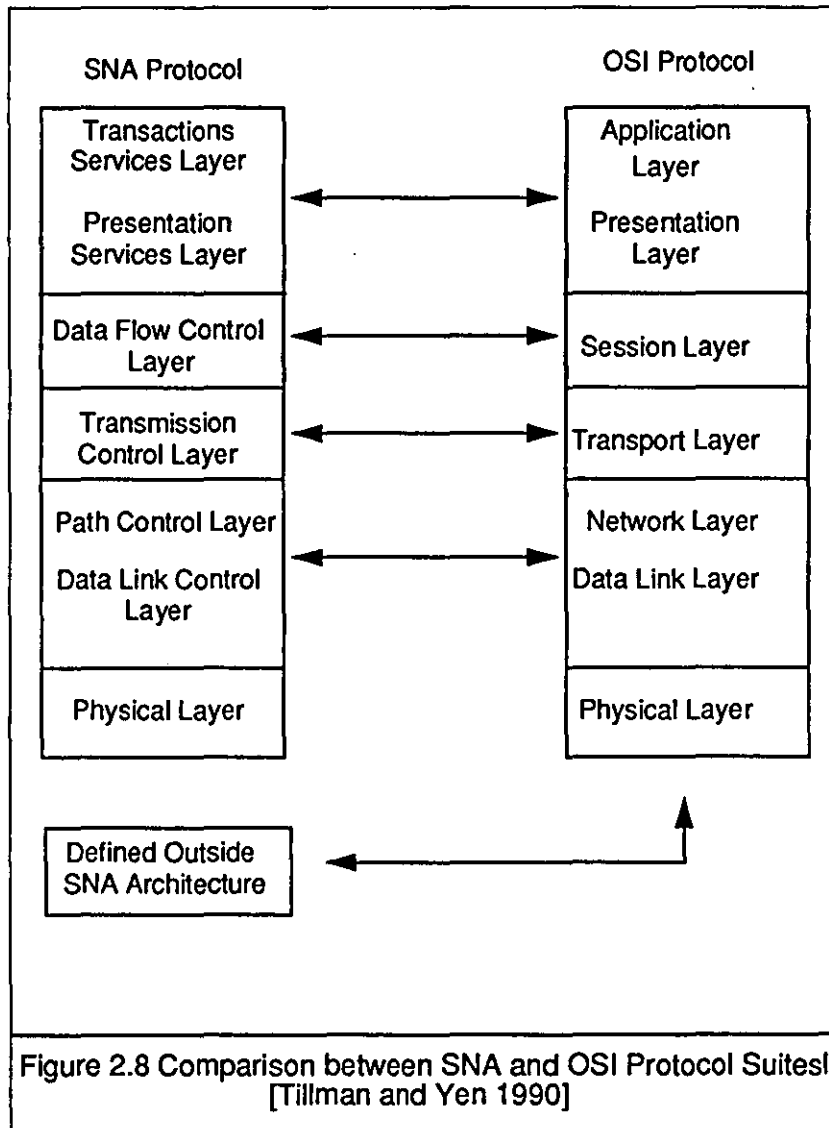 SNA Protocol
OSI Protocol
Transactions
Services Layer
Presentation
Services Layer
Data Flow Control
Layer
Transmission
Control Layer
Path Control Layer
Data Link Control
Layer
Physical Layer
Application
Layer
Presentation
Layer
Session Layer
Transport Layer
Network Layer
Data Link Layer
Physical Layer
Defined Outside
SNA Architecture
Figure 2.8 Comparison between SNA and OSI Protocol Suites
[Tillman and Yen 1990]